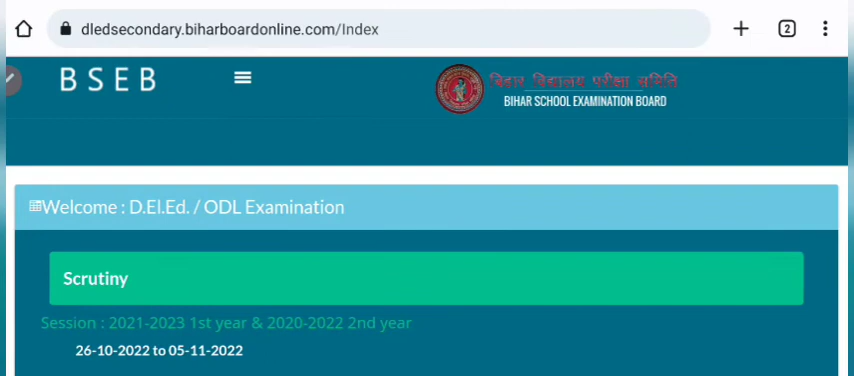 dledsecondary.biharboardonline.com/Index
2
BSEB
बिहार विद्यालय परीक्षा समिति
BIHAR SCHOOL EXAMINATION BOARD
Welcome : D.El.Ed. / ODL Examination
Scrutiny
Session : 2021-2023 1st year & 2020-2022 2nd year
26-10-2022 to 05-11-2022